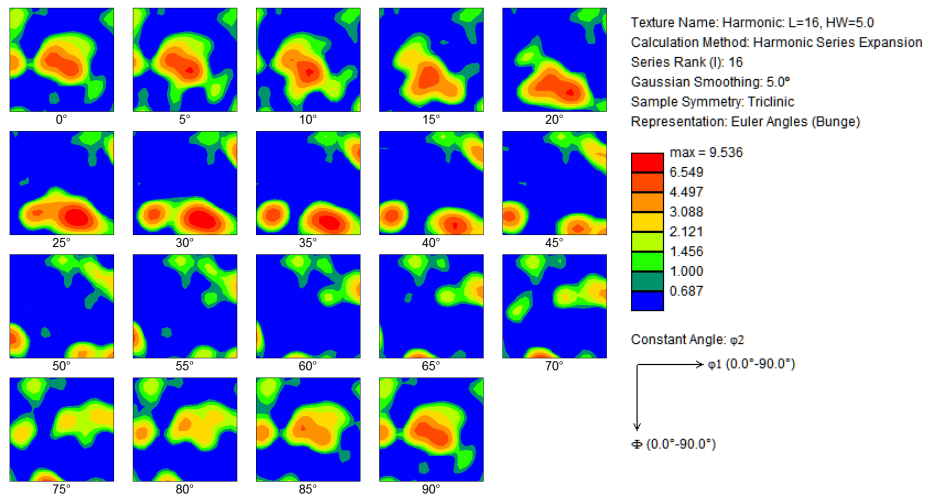 Texture Name: Harmonic: L=16, HW=5.0
Calculation Method: Harmonic Series Expansion
Series Rank (l): 16
Gaussian Smoothing: 5.0°
Sample Symmetry: Triclinic
Representation: Euler Angles (Bunge)
0° 5° 10° 15° 20°
max = 9.536
6.549
4.497
3.088
2.121
1.456
1.000
0.687
25° 30° 35° 40° 45°
50° 55° 60° 65° 70°
Constant Angle: φ2
φ1 (0.0°-90.0°)
Φ (0.0°-90.0°)
75° 80° 85° 90°